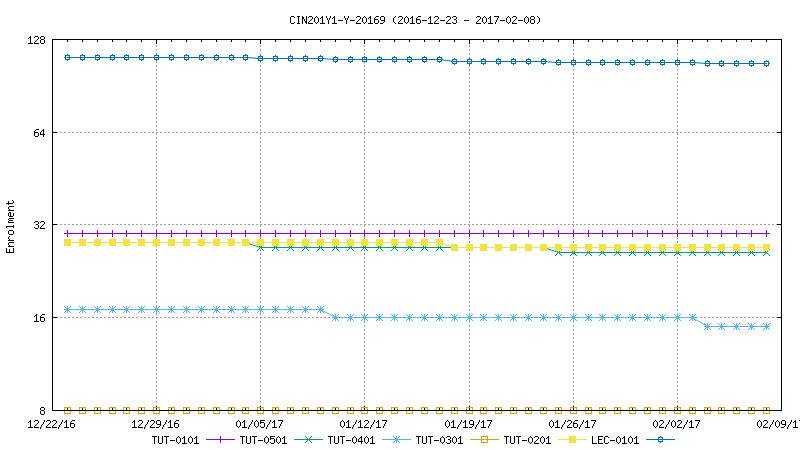 CIN201Y1-Y-20169 (2016-12-23 - 2017-02-08)
128
64
32
16
8
Enrolment
12/22/16 12/29/16 01/05/17 01/12/17 01/19/17 01/26/17 02/02/17 02/09/17
TUT-0101 TUT-0501 TUT-0401 TUT-0301 TUT-0201 LEC-0101